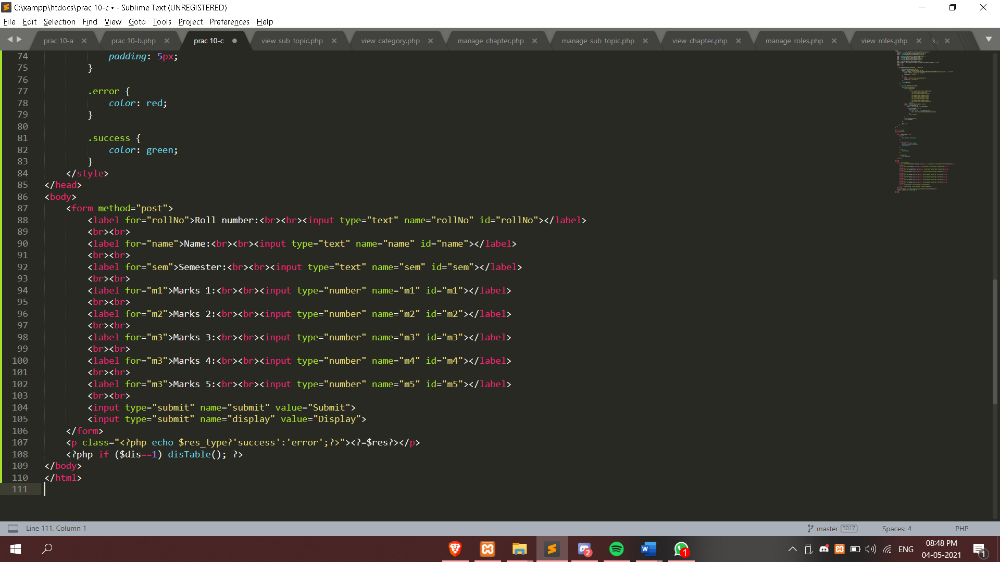 C:\xampp\htdocs\prac 10-c • - Sublime Text (UNREGISTERED)
File Edit Selection Find View Goto Tools Project Preferences Help
prac 10-a prac 10-b.php prac 10-c view_sub_topic.php view_category.php manage_chapter.php manage_sub_topic.php view_chapter.php manage_roles.php view_roles.php
74 padding: 5px;
75 }
76
77 .error {
78 color: red;
79 }
80
81 .success {
82 color: green;
83 }
84 </style>
85 </head>
86 <body>
87 <form method="post">
88 <label for="rollNo">Roll number:<br><br><input type="text" name="rollNo" id="rollNo"></label>
89 <br><br>
90 <label for="name">Name:<br><br><input type="text" name="name" id="name"></label>
91 <br><br>
92 <label for="sem">Semester:<br><br><input type="text" name="sem" id="sem"></label>
93 <br><br>
94 <label for="m1">Marks 1:<br><br><input type="number" name="m1" id="m1"></label>
95 <br><br>
96 <label for="m2">Marks 2:<br><br><input type="number" name="m2" id="m2"></label>
97 <br><br>
98 <label for="m3">Marks 3:<br><br><input type="number" name="m3" id="m3"></label>
99 <br><br>
100 <label for="m3">Marks 4:<br><br><input type="number" name="m4" id="m4"></label>
101 <br><br>
102 <label for="m3">Marks 5:<br><br><input type="number" name="m5" id="m5"></label>
103 <br><br>
104 <input type="submit" name="submit" value="Submit">
105 <input type="submit" name="display" value="Display">
106 </form>
107 <p class="<?php echo $res_type?'success':'error';?>"><?=$res?></p>
108 <?php if ($dis==1) disTable(); ?>
109 </body>
110 </html>
111
Line 111, Column 1 master 3017 Spaces: 4 PHP
2 W 1 ENG 08:48 PM 1
04-05-2021